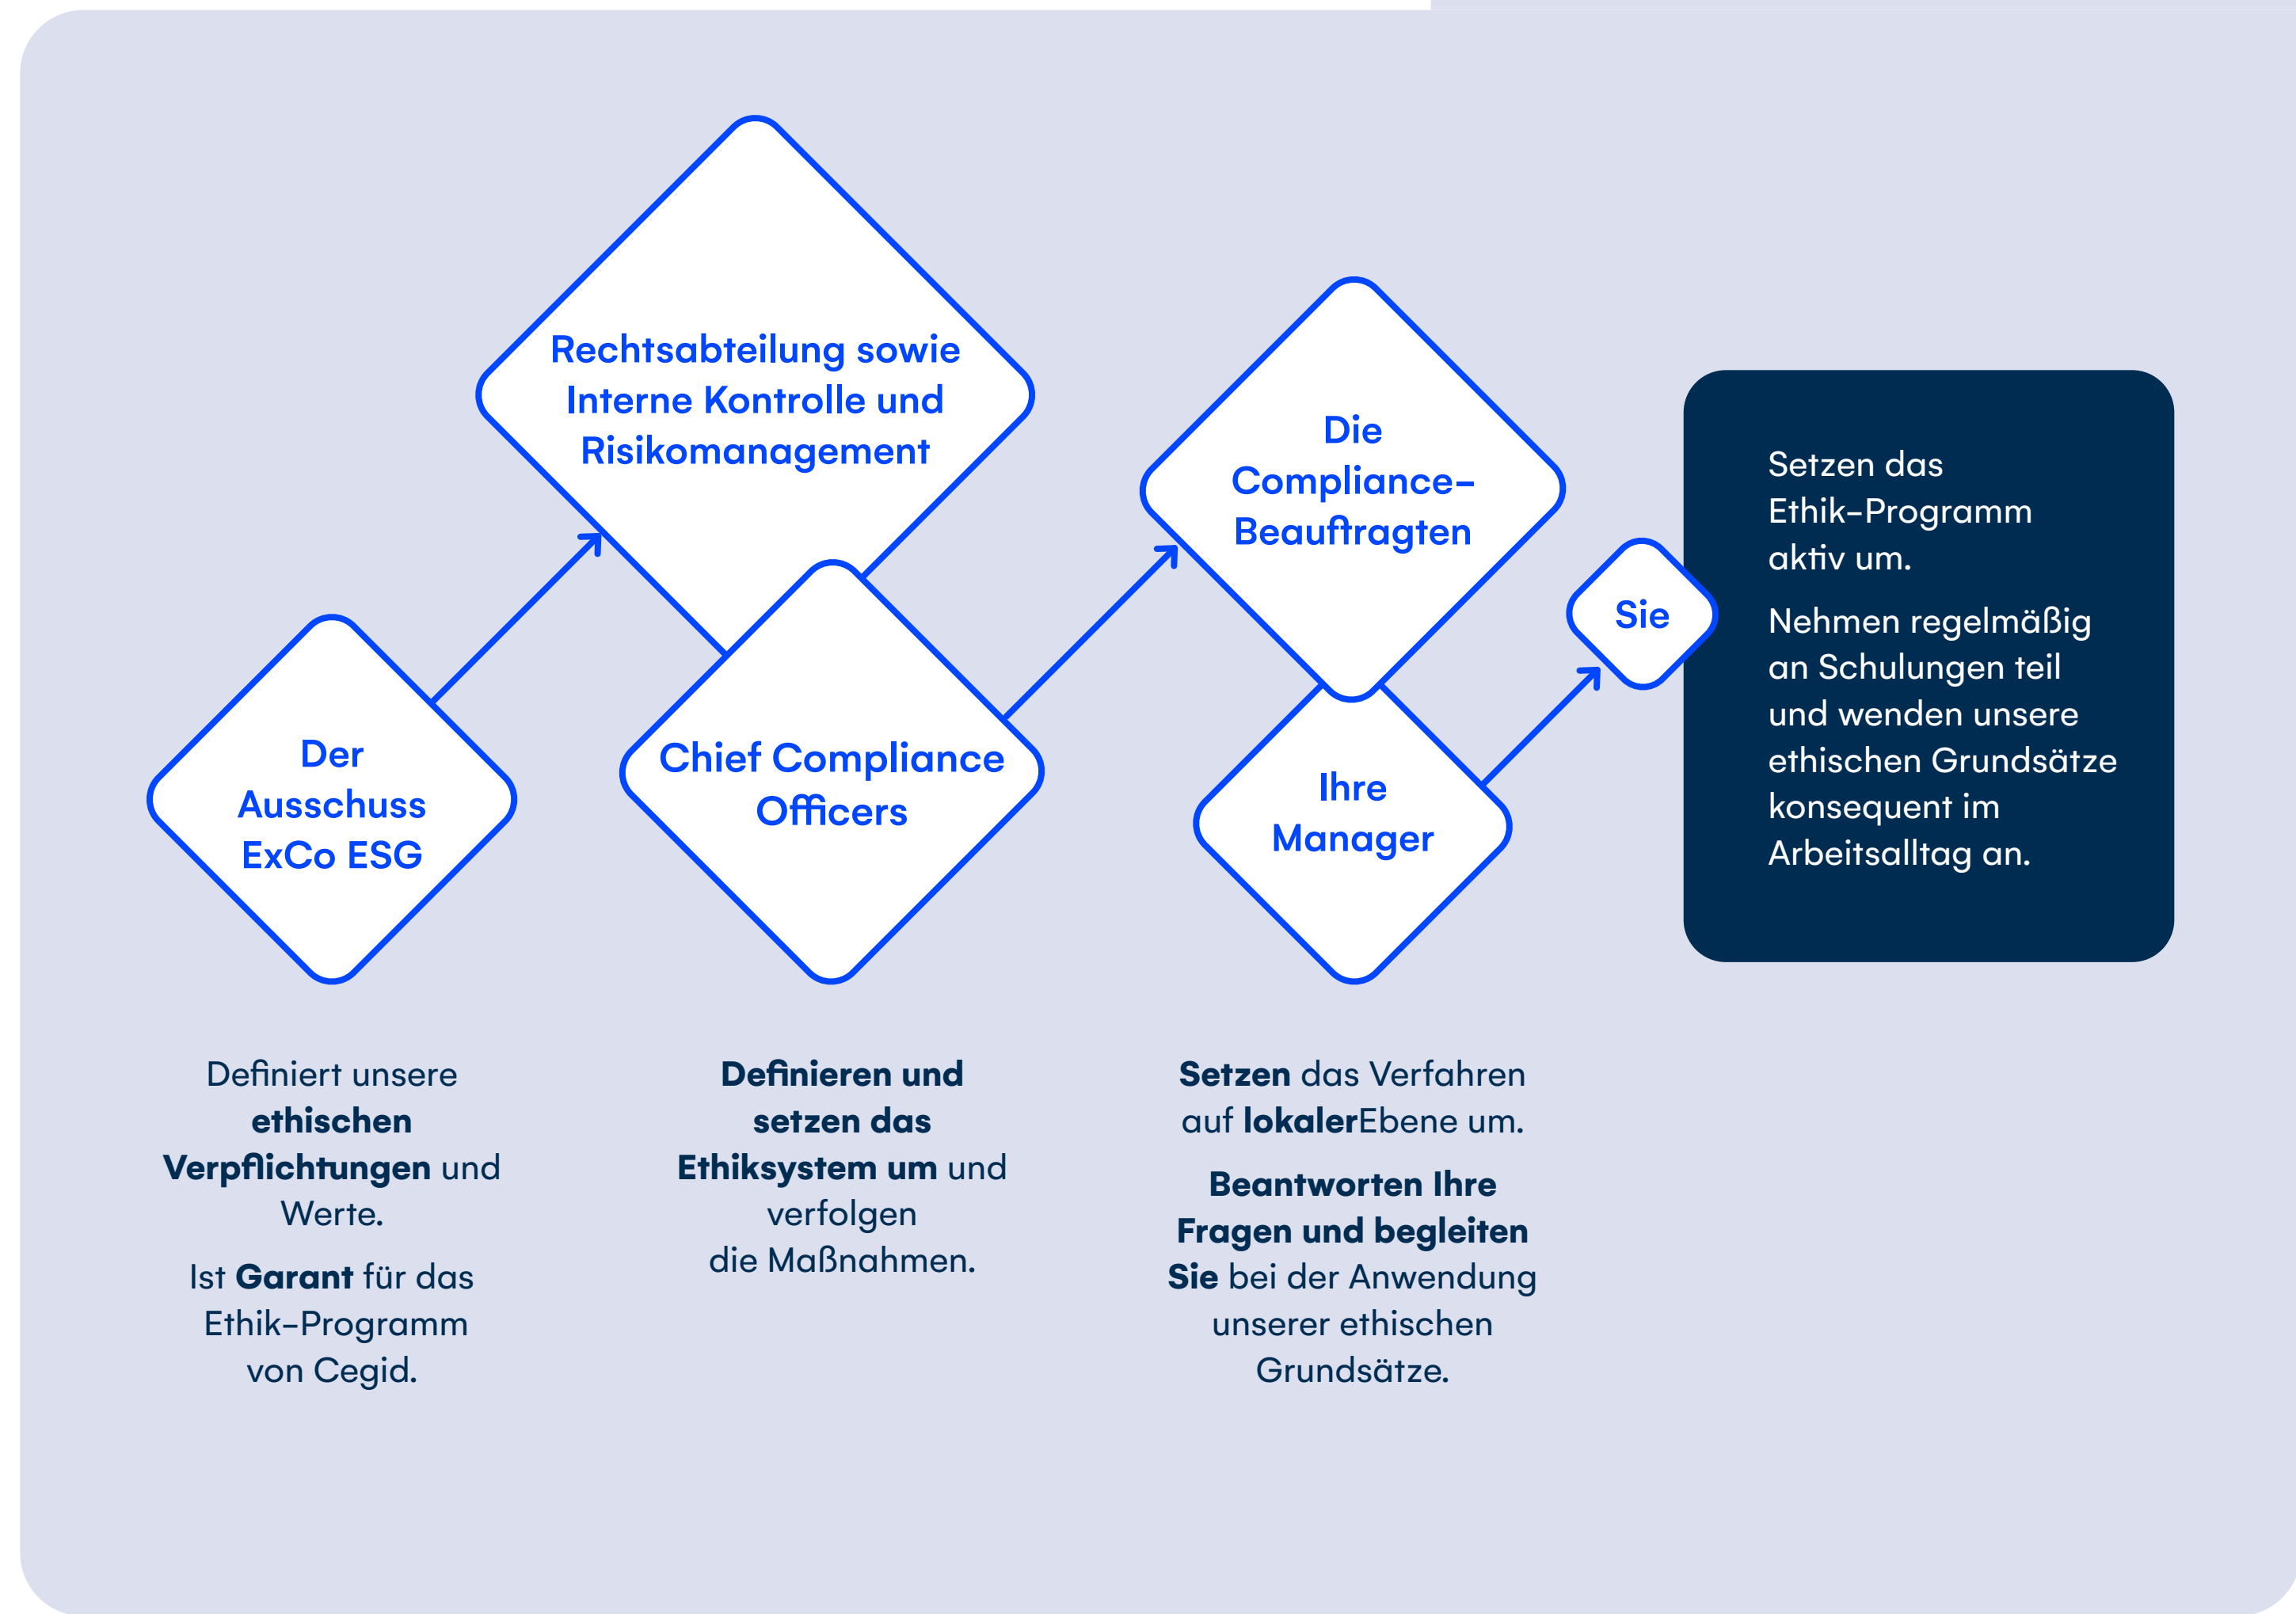 Rechtsabteilung sowie
Interne Kontrolle und
Risikomanagement
Die
Compliance-
Beauftragten
Sie
Der
Ausschuss
ExCo ESG
Chief Compliance
Officers
Ihre
Manager
Setzen das
Ethik-Programm
aktiv um.
Nehmen regelmäßig
an Schulungen teil
und wenden unsere
ethischen Grundsätze
konsequent im
Arbeitsalltag an.
Definiert unsere
ethischen
Verpflichtungen und
Werte.
Ist Garant für das
Ethik-Programm
von Cegid.
Definieren und
setzen das
Ethiksystem um und
verfolgen
die Maßnahmen.
Setzen das Verfahren
auf lokalerEbene um.
Beantworten Ihre
Fragen und begleiten
Sie bei der Anwendung
unserer ethischen
Grundsätze.